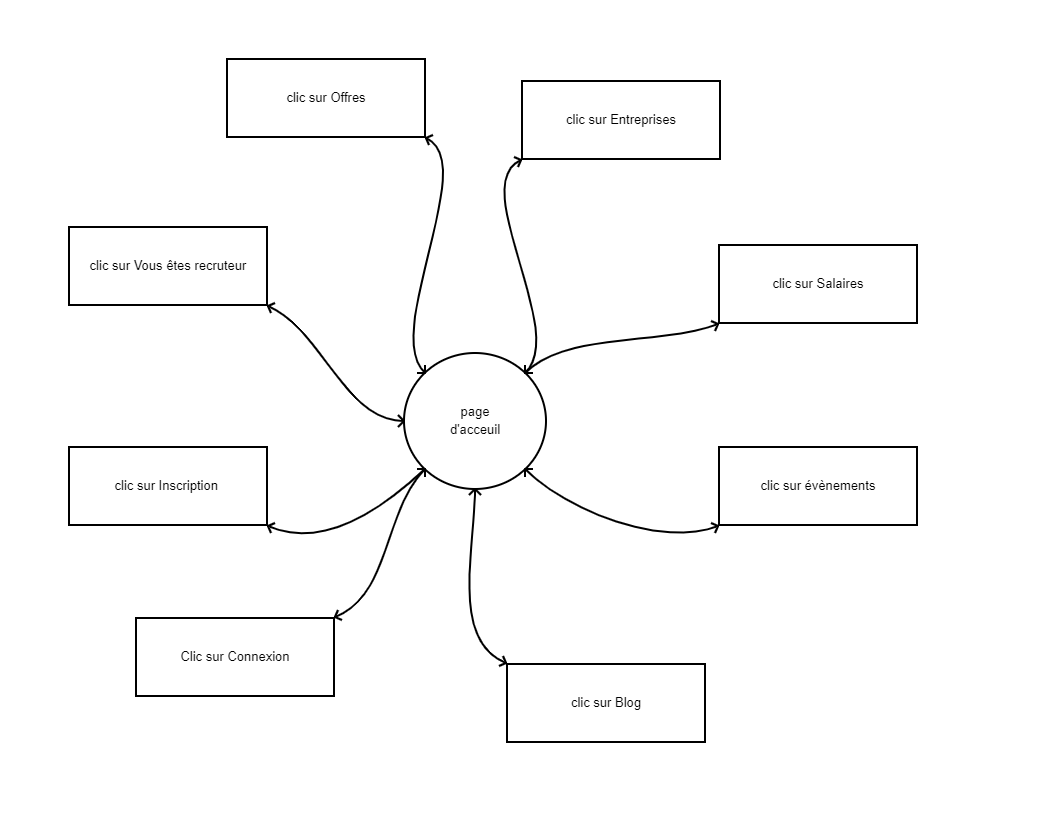 clic sur Offres
clic sur Entreprises
clic sur Vous êtes recruteur
clic sur Salaires
page
d'acceuil
clic sur Inscription
clic sur évènements
Clic sur Connexion
clic sur Blog